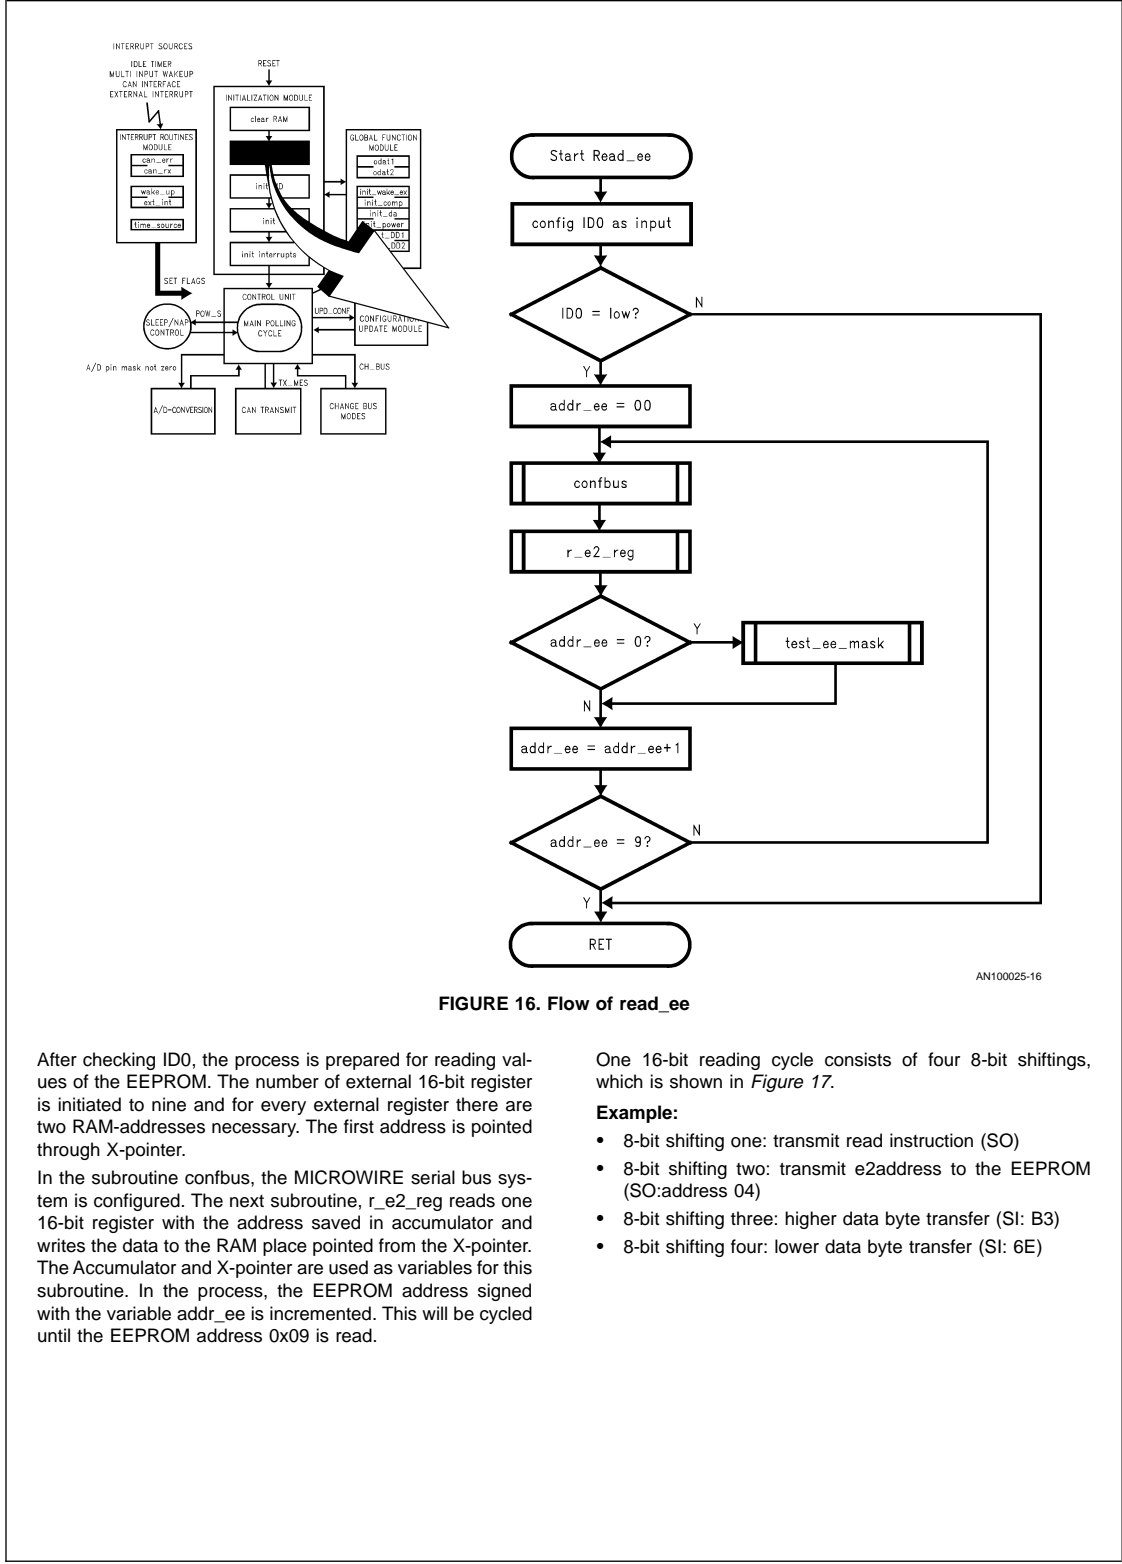 INTERRUPT SOURCES
IDLE TIMER
MULTI INPUT WAKEUP
CAN INTERFACE
EXTERNAL INTERRUPT
RESET
INITIALIZATION MODULE
clear RAM
init
init
init interrupts
INTERRUPT ROUTINES
MODULE
can_err
can_rx
wake_up
ext_int
time_source
GLOBAL FUNCTION
MODULE
odat1
odat2
init_wake_ex
init_comp
init_da
SET FLAGS
CONTROL UNIT
MAIN POLLING
CYCLE
SLEEP/NAP
CONTROL
POW_S
UPD_CONF
CONFIGURATION
UPDATE MODULE
A/D pin mask not zero
TX_MES
CH_BUS
A/D-CONVERSION
CAN TRANSMIT
CHANGE BUS
MODES
Start Read_ee
config ID0 as input
ID0 = low?
N
Y
addr_ee = 00
confbus
r_e2_reg
addr_ee = 0?
Y
test_ee_mask
N
addr_ee = addr_ee+1
addr_ee = 9?
N
Y
RET
AN100025-16
FIGURE 16. Flow of read_ee
After checking ID0, the process is prepared for reading val-
ues of the EEPROM. The number of external 16-bit register
is initiated to nine and for every external register there are
two RAM-addresses necessary. The first address is pointed
through X-pointer.
In the subroutine confbus, the MICROWIRE serial bus sys-
tem is configured. The next subroutine, r_e2_reg reads one
16-bit register with the address saved in accumulator and
writes the data to the RAM place pointed from the X-pointer.
The Accumulator and X-pointer are used as variables for this
subroutine. In the process, the EEPROM address signed
with the variable addr_ee is incremented. This will be cycled
until the EEPROM address 0x09 is read.
One 16-bit reading cycle consists of four 8-bit shiftings,
which is shown in Figure 17.
Example:
• 8-bit shifting one: transmit read instruction (SO)
• 8-bit shifting two: transmit e2address to the EEPROM
(SO:address 04)
• 8-bit shifting three: higher data byte transfer (SI: B3)
• 8-bit shifting four: lower data byte transfer (SI: 6E)